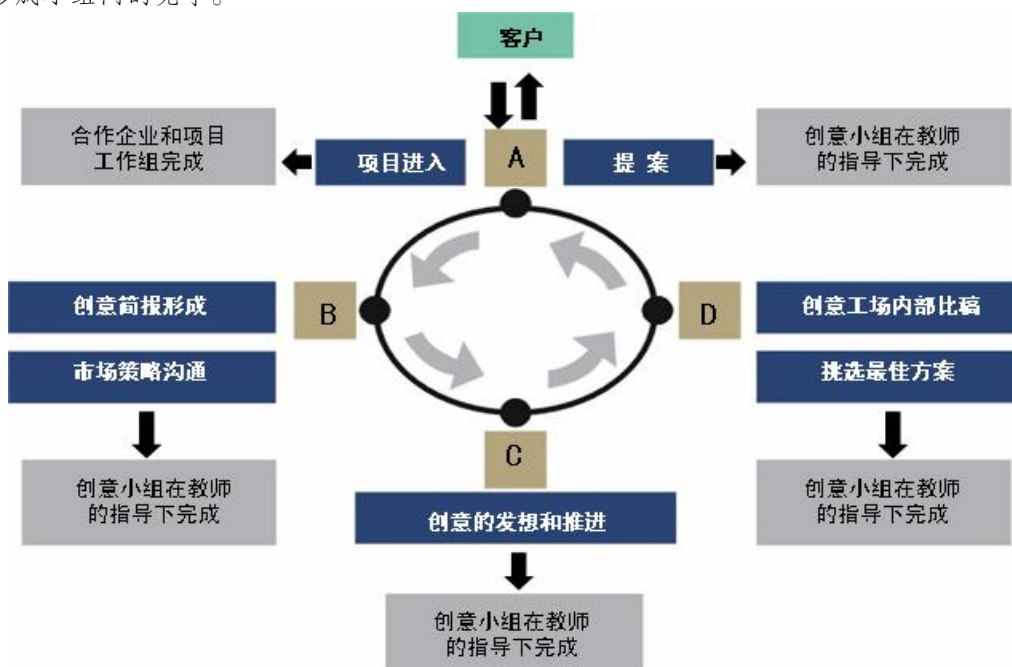 客户
合作企业和项目
工作组完成
项目进入
A
提 案
创意小组在教师
的指导下完成
创意简报形成
B
D
创意工场内部比稿
市场策略沟通
挑选最佳方案
C
创意小组在教师
的指导下完成
创意的发想和推进
创意小组在教师
的指导下完成
创意小组在教师
的指导下完成